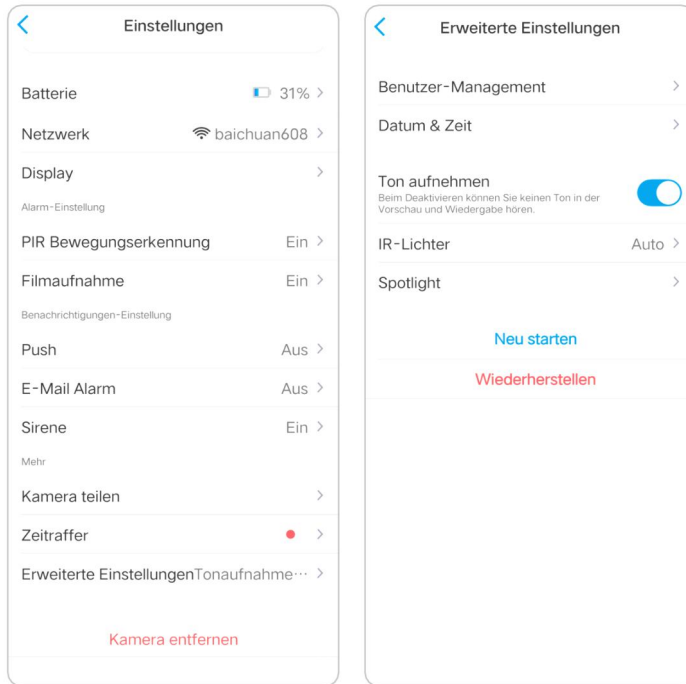 Einstellungen
Batterie 31%
Netzwerk baichuan608
Display
Alarm-Einstellung
PIR Bewegungserkennung Ein
Filmaufnahme Ein
Benachrichtigungen-Einstellung
Push Aus
E-Mail Alarm Aus
Sirene Ein
Mehr
Kamera teilen
Zeitraffer
Erweiterte EinstellungenTonaufnahme···
Kamera entfernen
Erweiterte Einstellungen
Benutzer-Management
Datum & Zeit
Ton aufnehmen
Beim Deaktivieren können Sie keinen Ton in der
Vorschau und Wiedergabe hören.
IR-Lichter Auto
Spotlight
Neu starten
Wiederherstellen